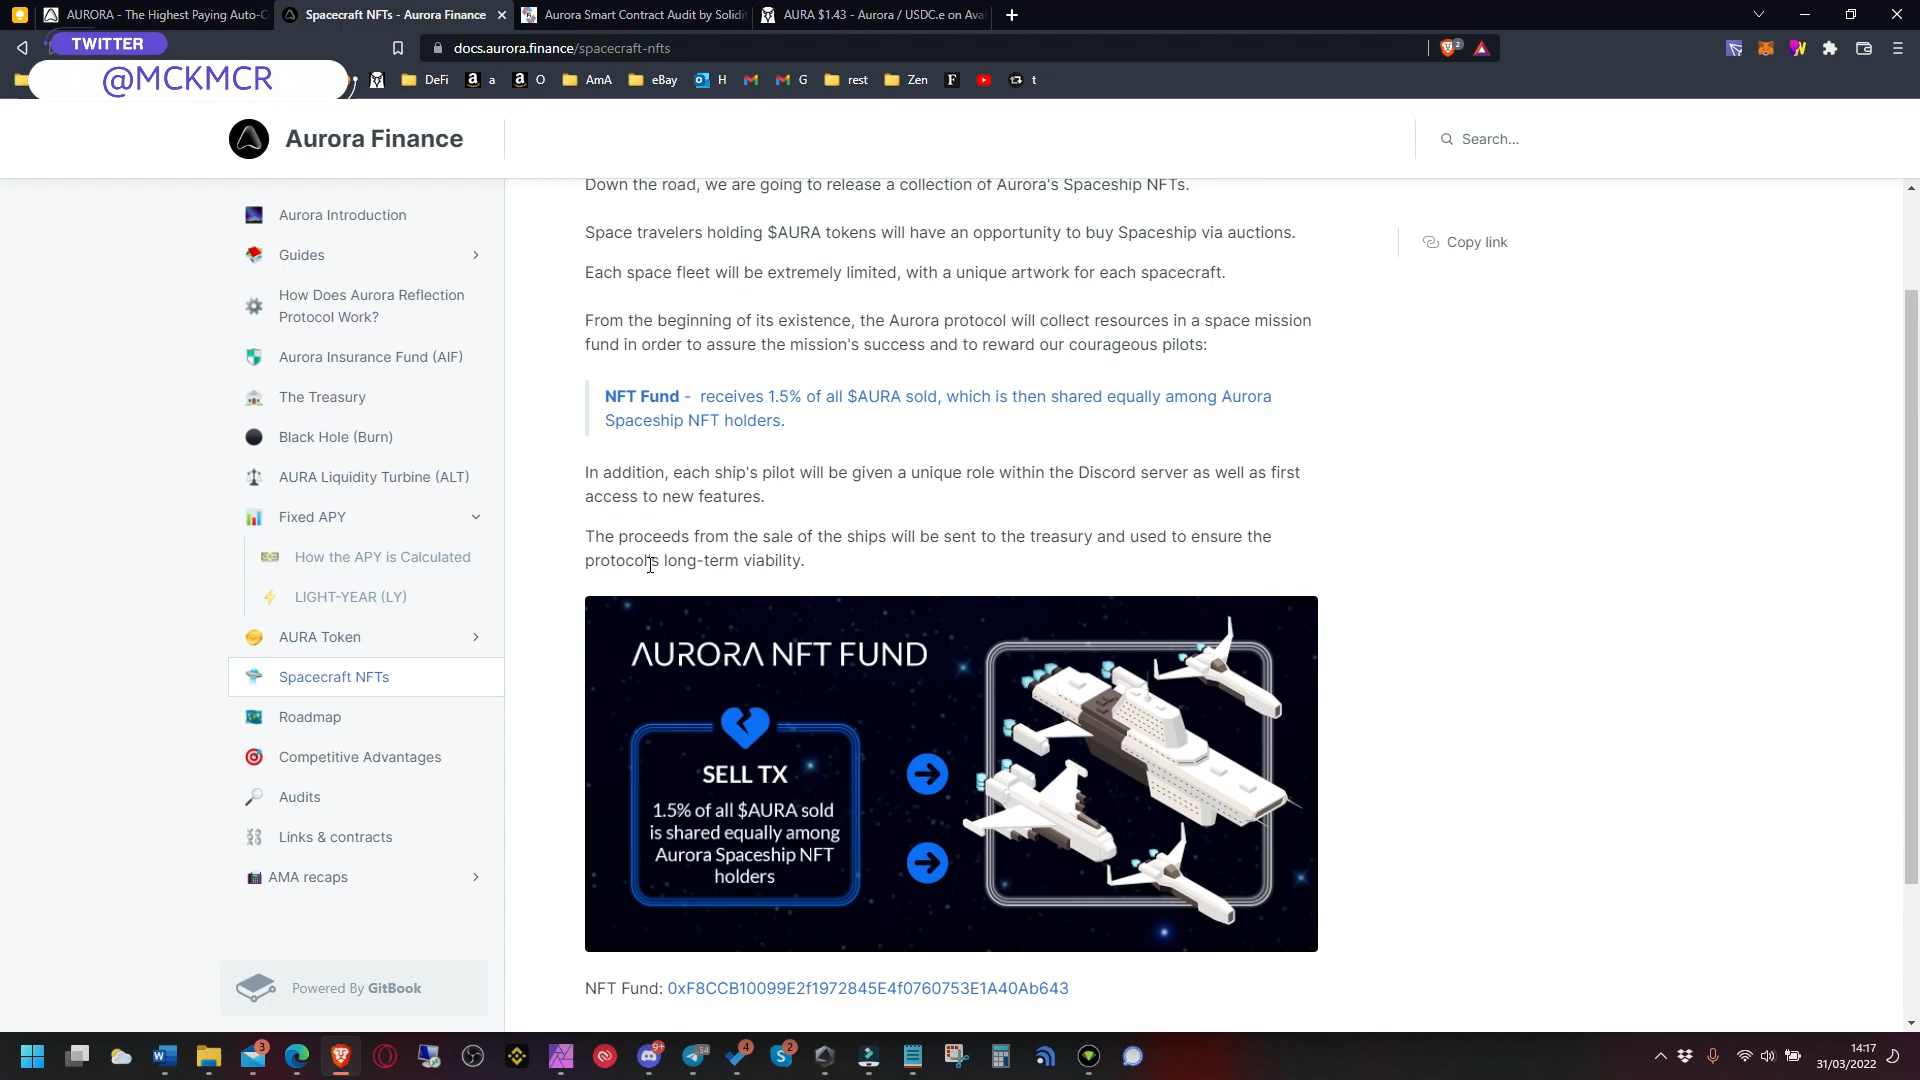 AURORA - The Highest Paying Auto-C
Spacecraft NFTs - Aurora Finance
Aurora Smart Contract Audit by Solidit
AURA $1.43 - Aurora / USDC.e on Ava
TWITTER
@MCKMCR
docs.aurora.finance/spacecraft-nfts
2
DeFi
a
O
AmA
eBay
H
G
rest
Zen
F
t
Aurora Finance
Search...
Aurora Introduction
Guides
How Does Aurora Reflection
Protocol Work?
Aurora Insurance Fund (AIF)
The Treasury
Black Hole (Burn)
AURA Liquidity Turbine (ALT)
Fixed APY
How the APY is Calculated
LIGHT-YEAR (LY)
AURA Token
Spacecraft NFTs
Roadmap
Competitive Advantages
Audits
Links & contracts
AMA recaps
Powered By GitBook
Down the road, we are going to release a collection of Aurora's Spaceship NFTs.
Space travelers holding $AURA tokens will have an opportunity to buy Spaceship via auctions.
Each space fleet will be extremely limited, with a unique artwork for each spacecraft.
From the beginning of its existence, the Aurora protocol will collect resources in a space mission
fund in order to assure the mission's success and to reward our courageous pilots:
NFT Fund - receives 1.5% of all $AURA sold, which is then shared equally among Aurora
Spaceship NFT holders.
In addition, each ship's pilot will be given a unique role within the Discord server as well as first
access to new features.
The proceeds from the sale of the ships will be sent to the treasury and used to ensure the
protocol's long-term viability.
AURORA NFT FUND
SELL TX
1.5% of all $AURA sold
is shared equally among
Aurora Spaceship NFT
holders
NFT Fund: 0xF8CCB10099E2f1972845E4f0760753E1A40Ab643
Copy link
3
9+
54
4
2
14:17
31/03/2022